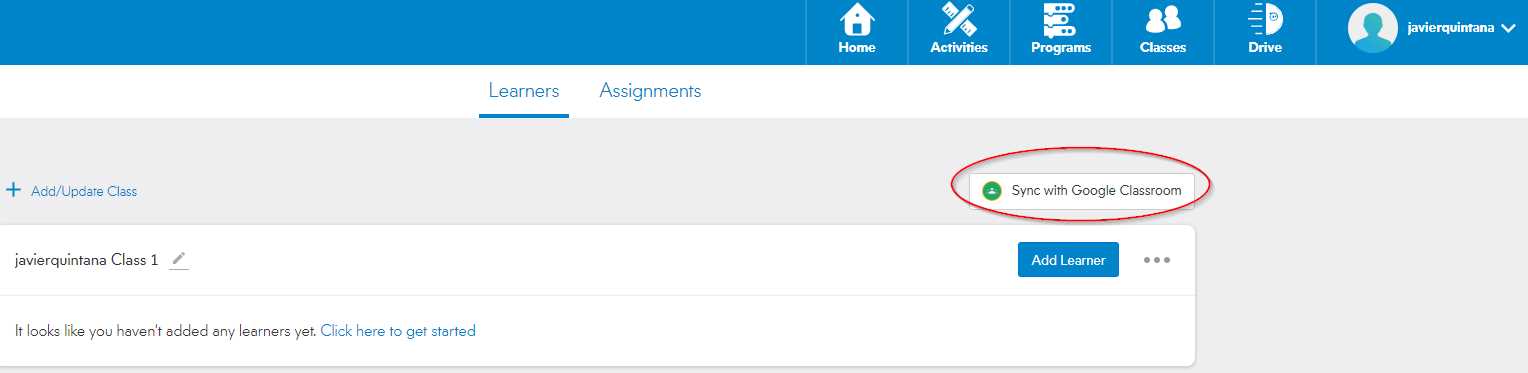 Home
Activities
Programs
Classes
Drive
javierquintana
Learners
Assignments
+ Add/Update Class
Sync with Google Classroom
javierquintana Class 1
Add Learner
It looks like you haven't added any learners yet. Click here to get started